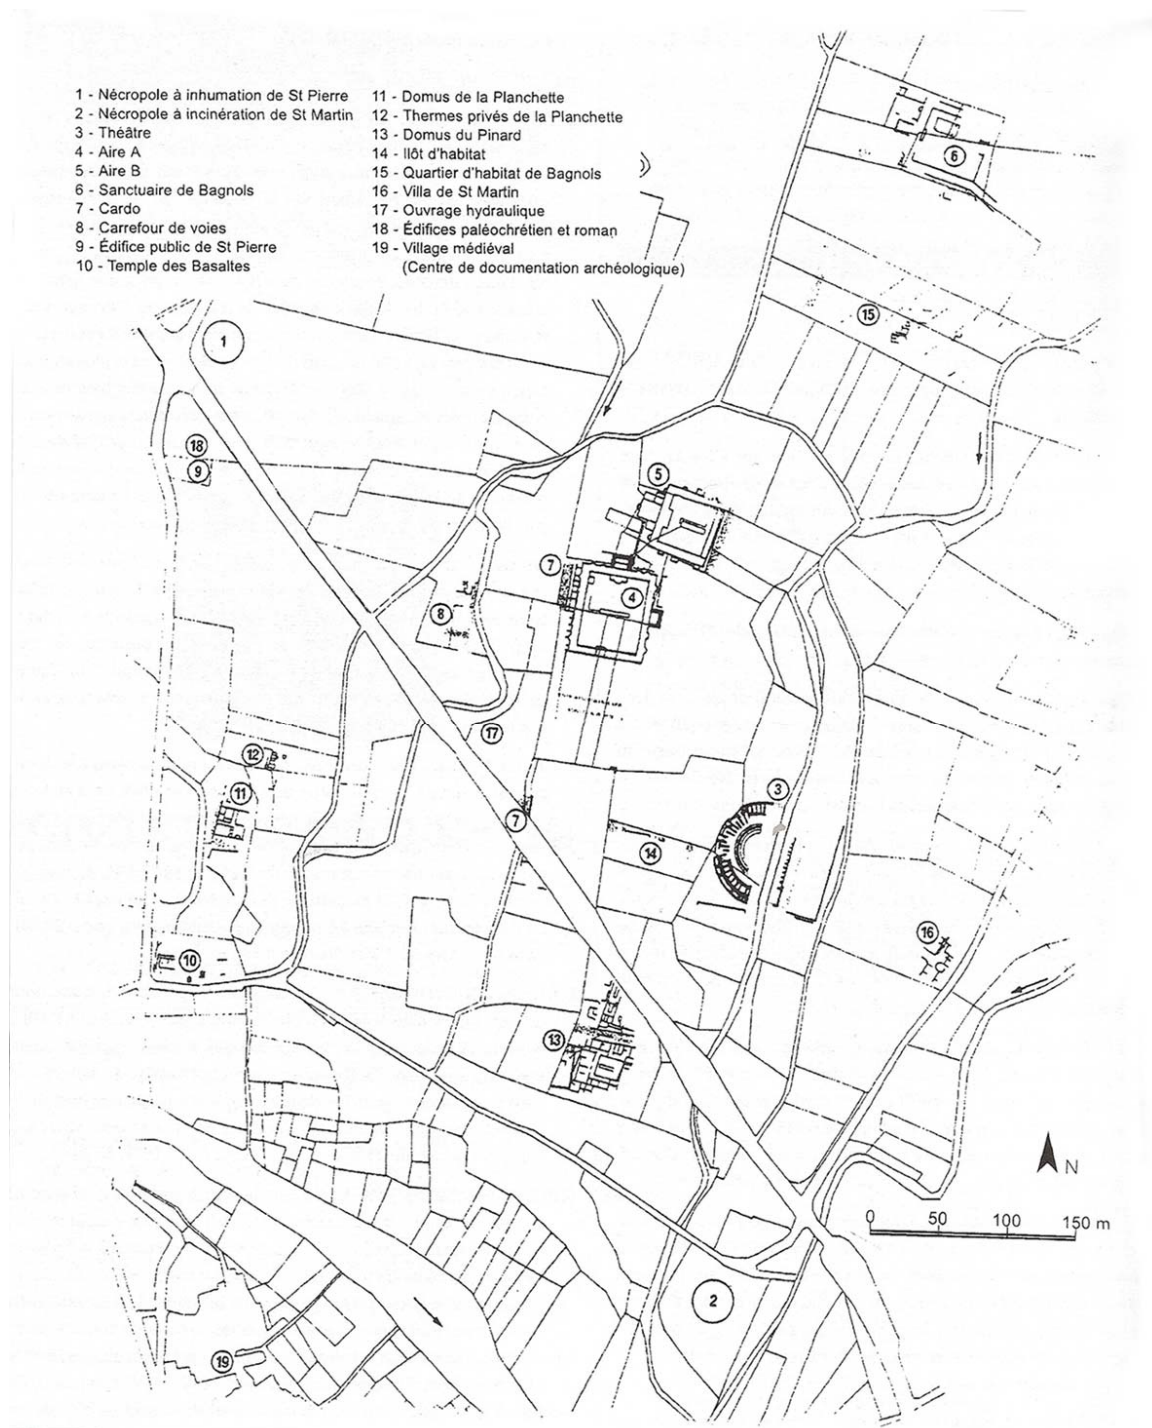 1 - Nécropole à inhumation de St Pierre
2 - Nécropole à incinération de St Martin
3 - Théâtre
4 - Aire A
5 - Aire B
6 - Sanctuaire de Bagnols
7 - Cardo
8 - Carrefour de voies
9 - Édifice public de St Pierre
10 - Temple des Basaltes
11 - Domus de la Planchette
12 - Thermes privés de la Planchette
13 - Domus du Pinard
14 - Ilôt d'habitat
15 - Quartier d'habitat de Bagnols
16 - Villa de St Martin
17 - Ouvrage hydraulique
18 - Édifices paléochrétien et roman
19 - Village médiéval
(Centre de documentation archéologique)
6
15
1
18
9
5
7
4
8
17
12
11
3
7
14
16
10
13
N
0 50 100 150 m
2
19